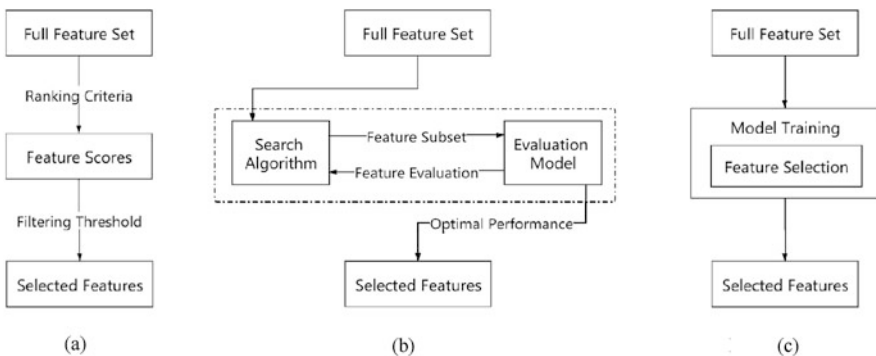 Full Feature Set
Ranking Criteria
Feature Scores
Filtering Threshold
Selected Features
(a)
Full Feature Set
Search
Algorithm
Feature Subset
Feature Evaluation
Evaluation
Model
Optimal Performance
Selected Features
(b)
Full Feature Set
Model Training
Feature Selection
Selected Features
(c)